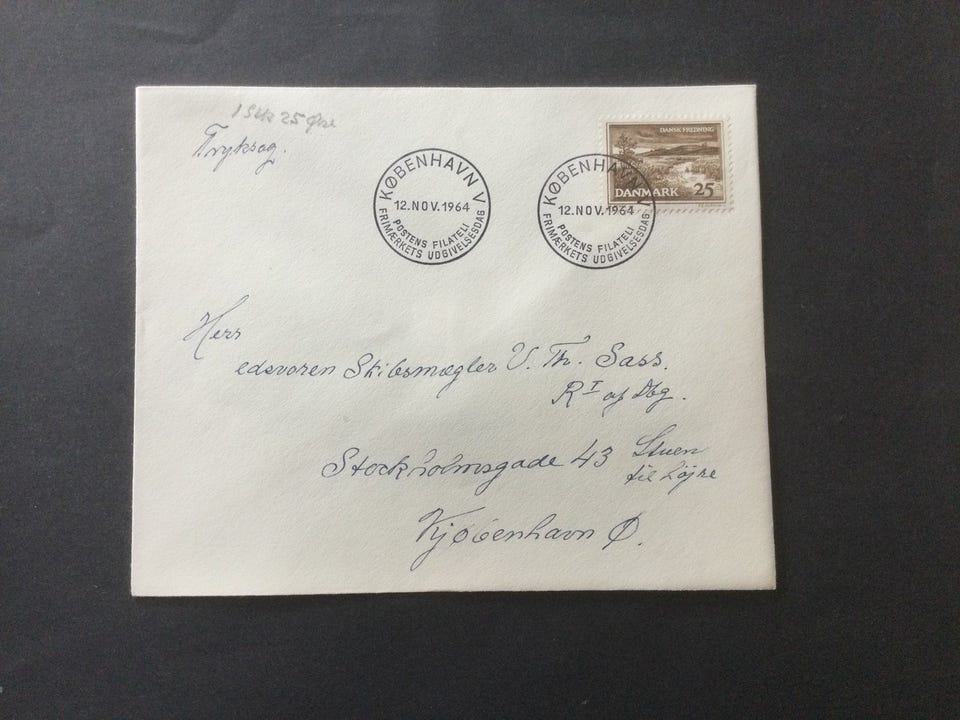 1 Stk 25 Øre
Tryksag.
KØBENHAVN V
12.NOV.1964
POSTENS FILATELI
FRIMÆRKETS UDGIVELSESDAG
KØBENHAVN V
12.NOV.1964
POSTENS FILATELI
FRIMÆRKETS UDGIVELSESDAG
DANSK FREDNING
DANMARK 25
Herr
edsvoren Skibsmægler V. Th. Sass.
R^I af Dbg.
Stockholmsgade 43 Stuen
til højre
Kjøbenhavn Ø.